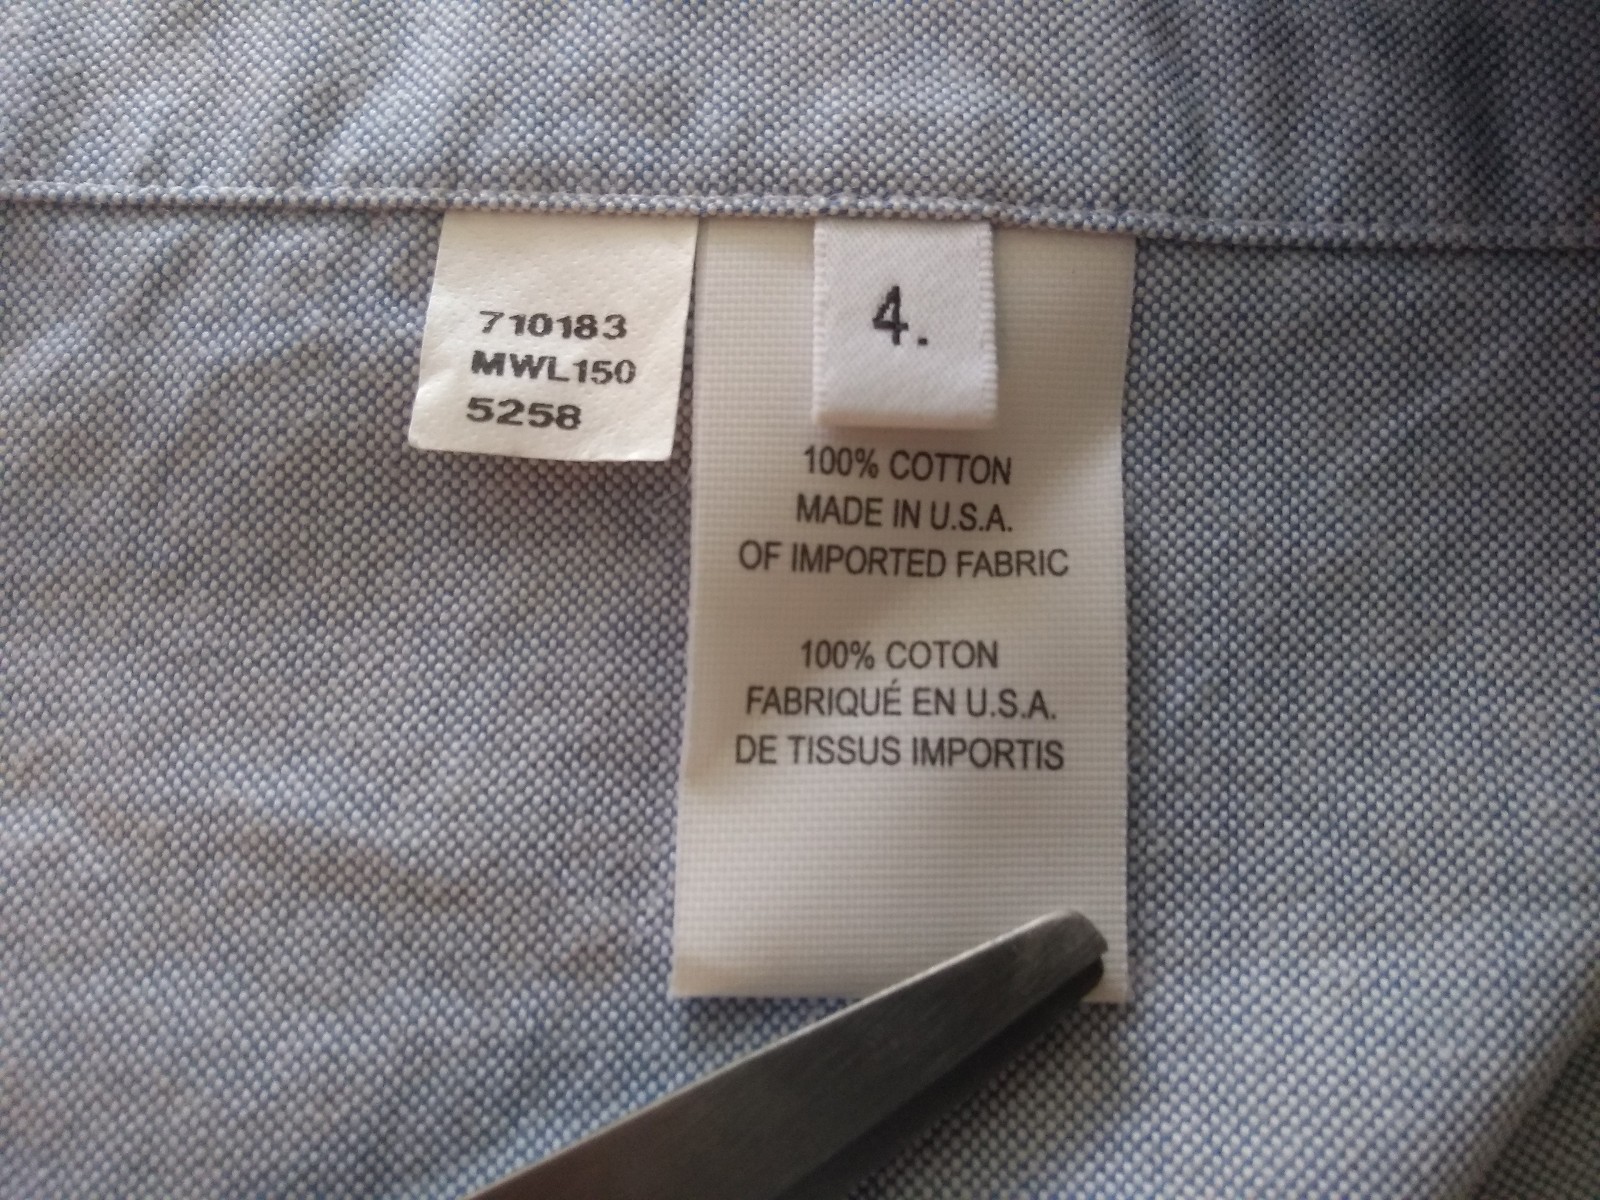 710183
MWL150
5258
4.
100% COTTON
MADE IN U.S.A.
OF IMPORTED FABRIC
100% COTON
FABRIQUÉ EN U.S.A.
DE TISSUS IMPORTIS